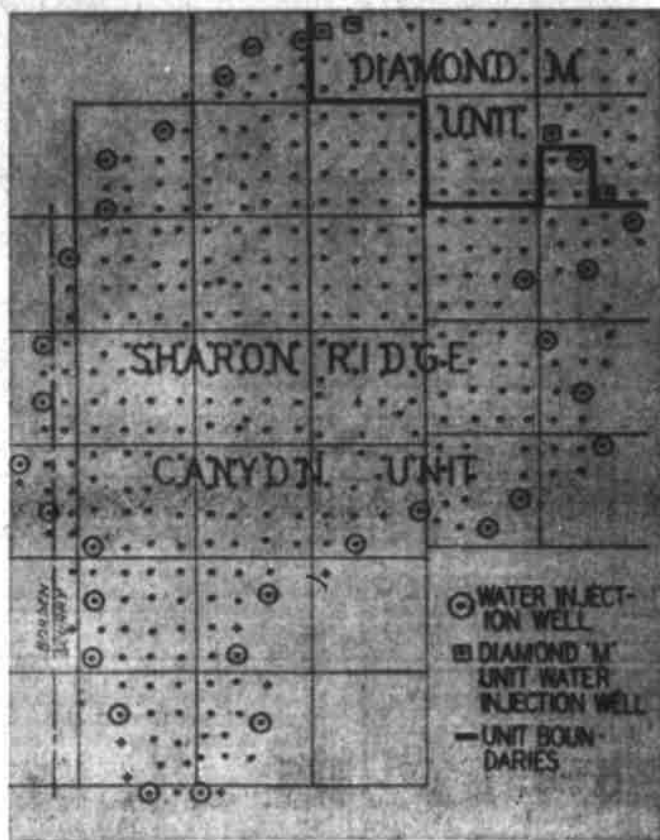 DIAMOND M
UNIT
SHARON RIDGE
CANYON UNIT
WATER INJECT-
ION WELL
DIAMOND "M"
UNIT WATER
INJECTION WELL
UNIT BOUN-
DARIES